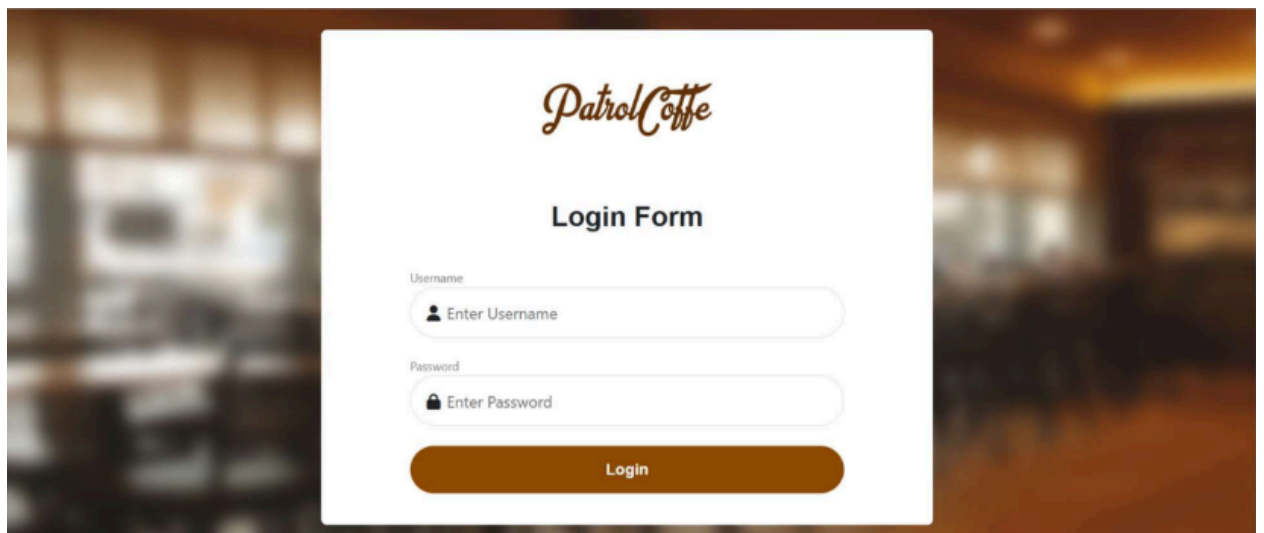 PatrolCoffe
Login Form
Username
Enter Username
Password
Enter Password
Login